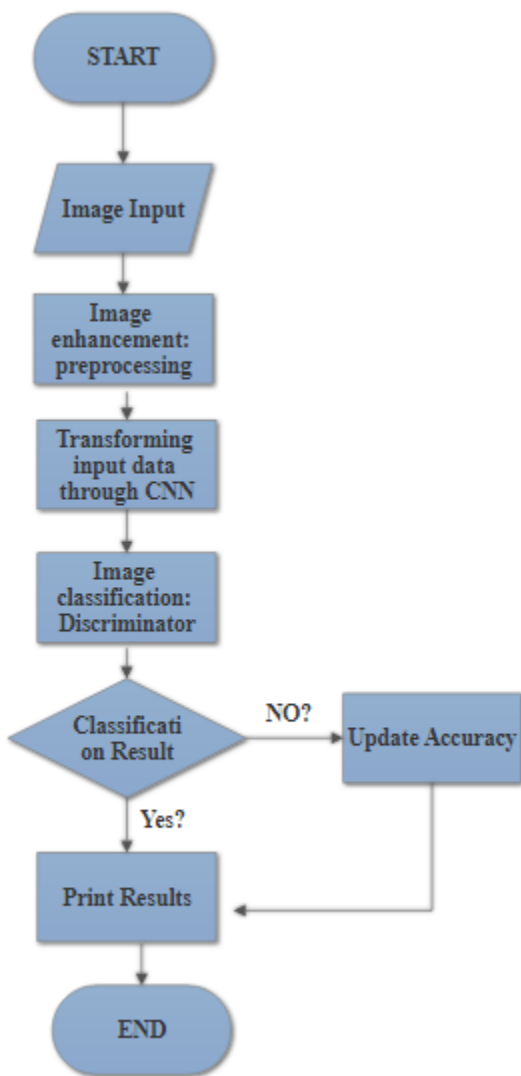 START
Image Input
Image
enhancement:
preprocessing
Transforming
input data
through CNN
Image
classification:
Discriminator
Classificati
on Result
NO?
Update Accuracy
Yes?
Print Results
END